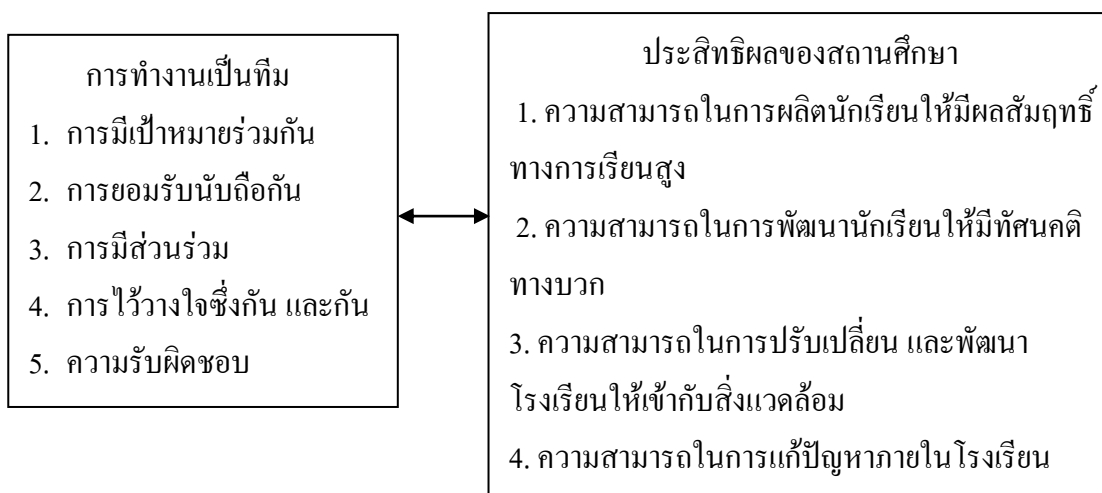 การทำงานเป็นทีม
1. การมีเป้าหมายร่วมกัน
2. การยอมรับนับถือกัน
3. การมีส่วนร่วม
4. การไว้วางใจซึ่งกัน และกัน
5. ความรับผิดชอบ
ประสิทธิผลของสถานศึกษา
1. ความสามารถในการผลิตนักเรียนให้มีผลสัมฤทธิ์
ทางการเรียนสูง
2. ความสามารถในการพัฒนานักเรียนให้มีทัศนคติ
ทางบวก
3. ความสามารถในการปรับเปลี่ยน และพัฒนา
โรงเรียนให้เข้ากับสิ่งแวดล้อม
4. ความสามารถในการแก้ปัญหาภายในโรงเรียน